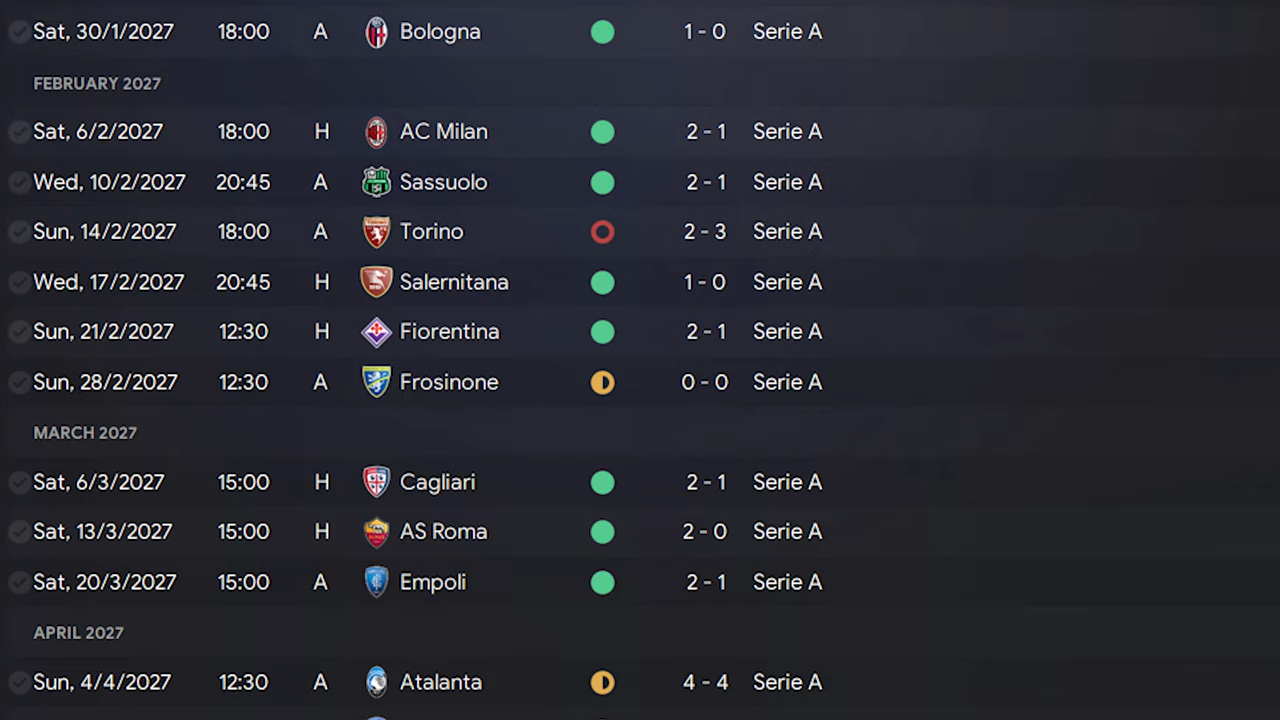 Sat, 30/1/2027 18:00 A Bologna 1 - 0 Serie A
FEBRUARY 2027
Sat, 6/2/2027 18:00 H AC Milan 2 - 1 Serie A
Wed, 10/2/2027 20:45 A Sassuolo 2 - 1 Serie A
Sun, 14/2/2027 18:00 A Torino 2 - 3 Serie A
Wed, 17/2/2027 20:45 H Salernitana 1 - 0 Serie A
Sun, 21/2/2027 12:30 H Fiorentina 2 - 1 Serie A
Sun, 28/2/2027 12:30 A Frosinone 0 - 0 Serie A
MARCH 2027
Sat, 6/3/2027 15:00 H Cagliari 2 - 1 Serie A
Sat, 13/3/2027 15:00 H AS Roma 2 - 0 Serie A
Sat, 20/3/2027 15:00 A Empoli 2 - 1 Serie A
APRIL 2027
Sun, 4/4/2027 12:30 A Atalanta 4 - 4 Serie A